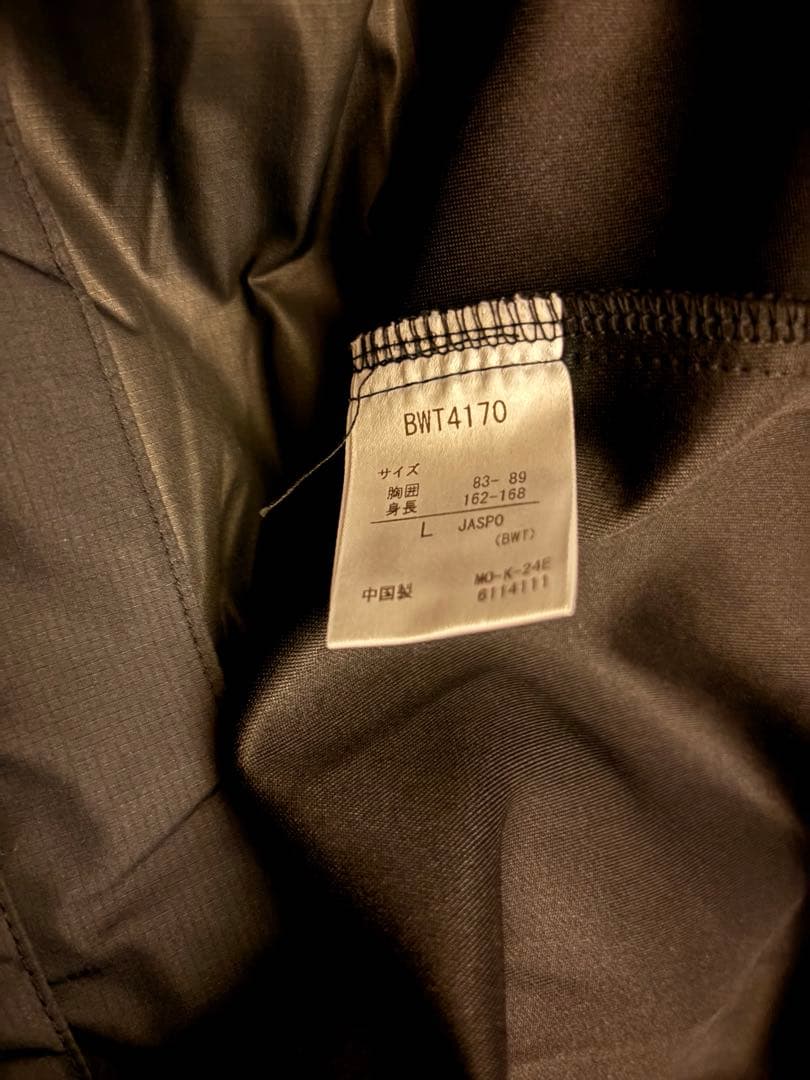 BWT4170
サイズ
胸囲 83- 89
身長 162-168
L JASPO
(BWT)
中国製 MO-K-24E
6114111